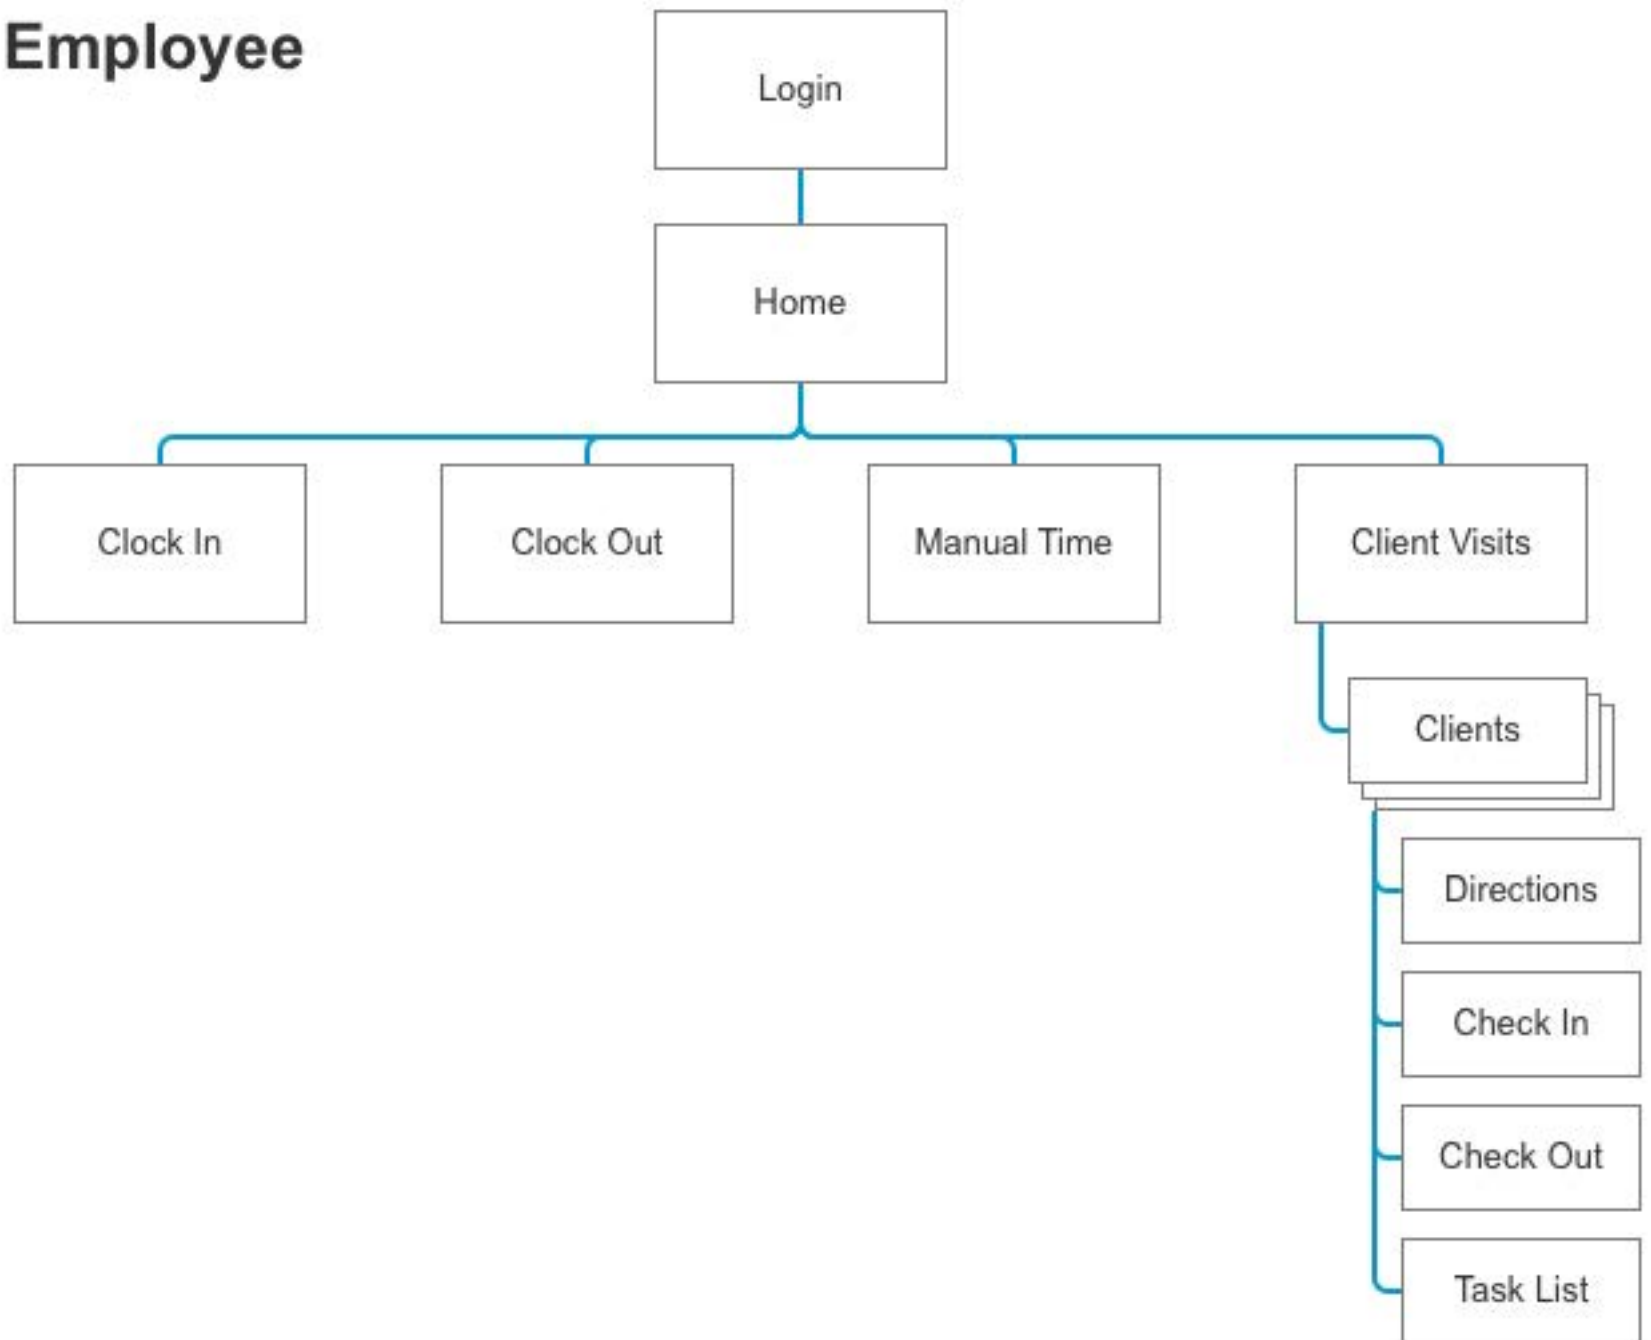 Employee
Login
Home
Clock In
Clock Out
Manual Time
Client Visits
Clients
Directions
Check In
Check Out
Task List